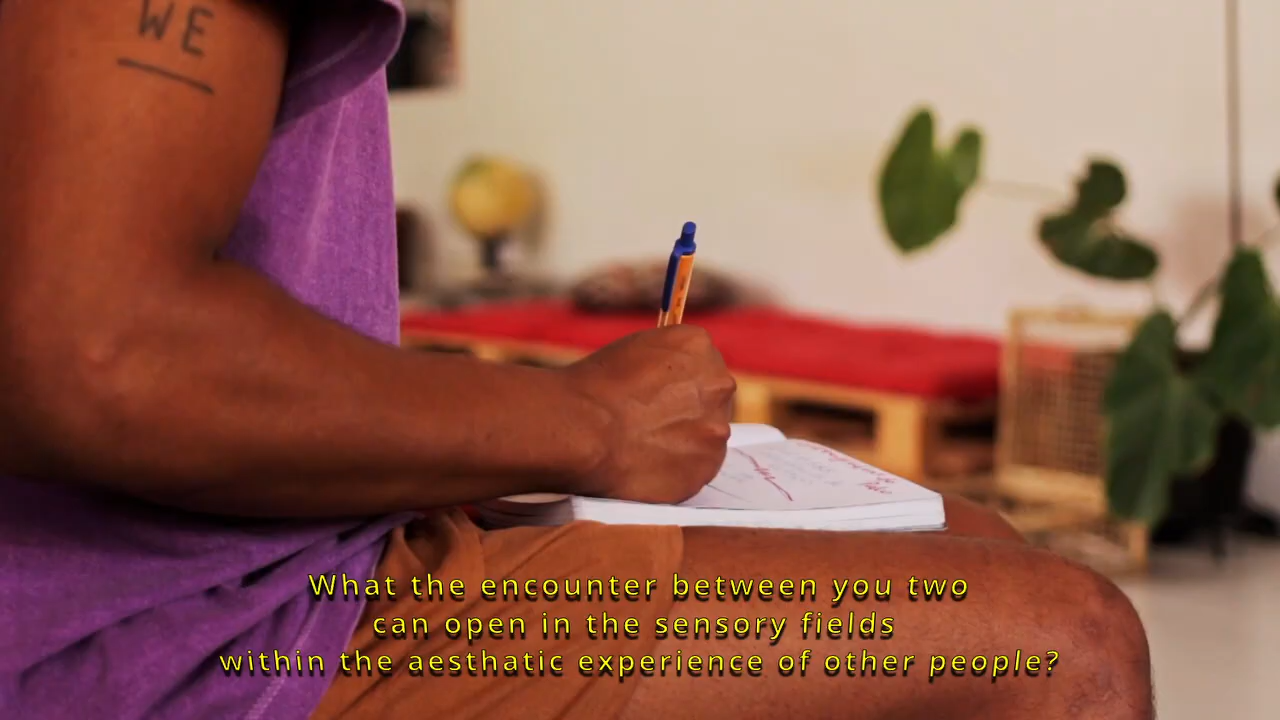 WE
What the encounter between you two
can open in the sensory fields
within the aesthatic experience of other people?